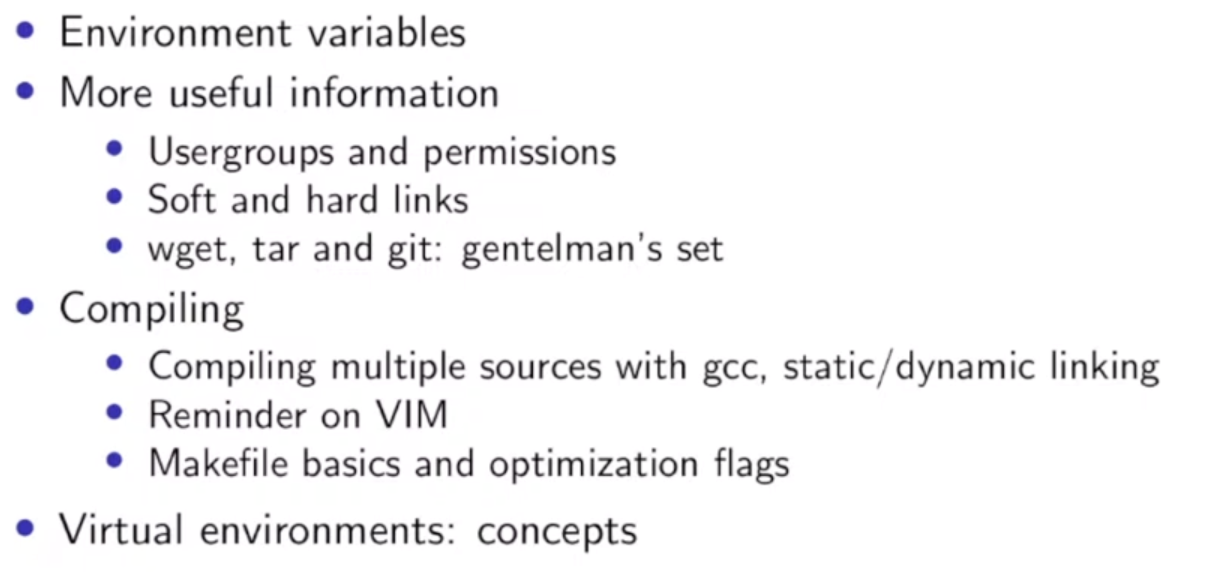 Environment variables
More useful information
Usergroups and permissions
Soft and hard links
wget, tar and git: gentelman's set
Compiling
Compiling multiple sources with gcc, static/dynamic linking
Reminder on VIM
Makefile basics and optimization flags
Virtual environments: concepts